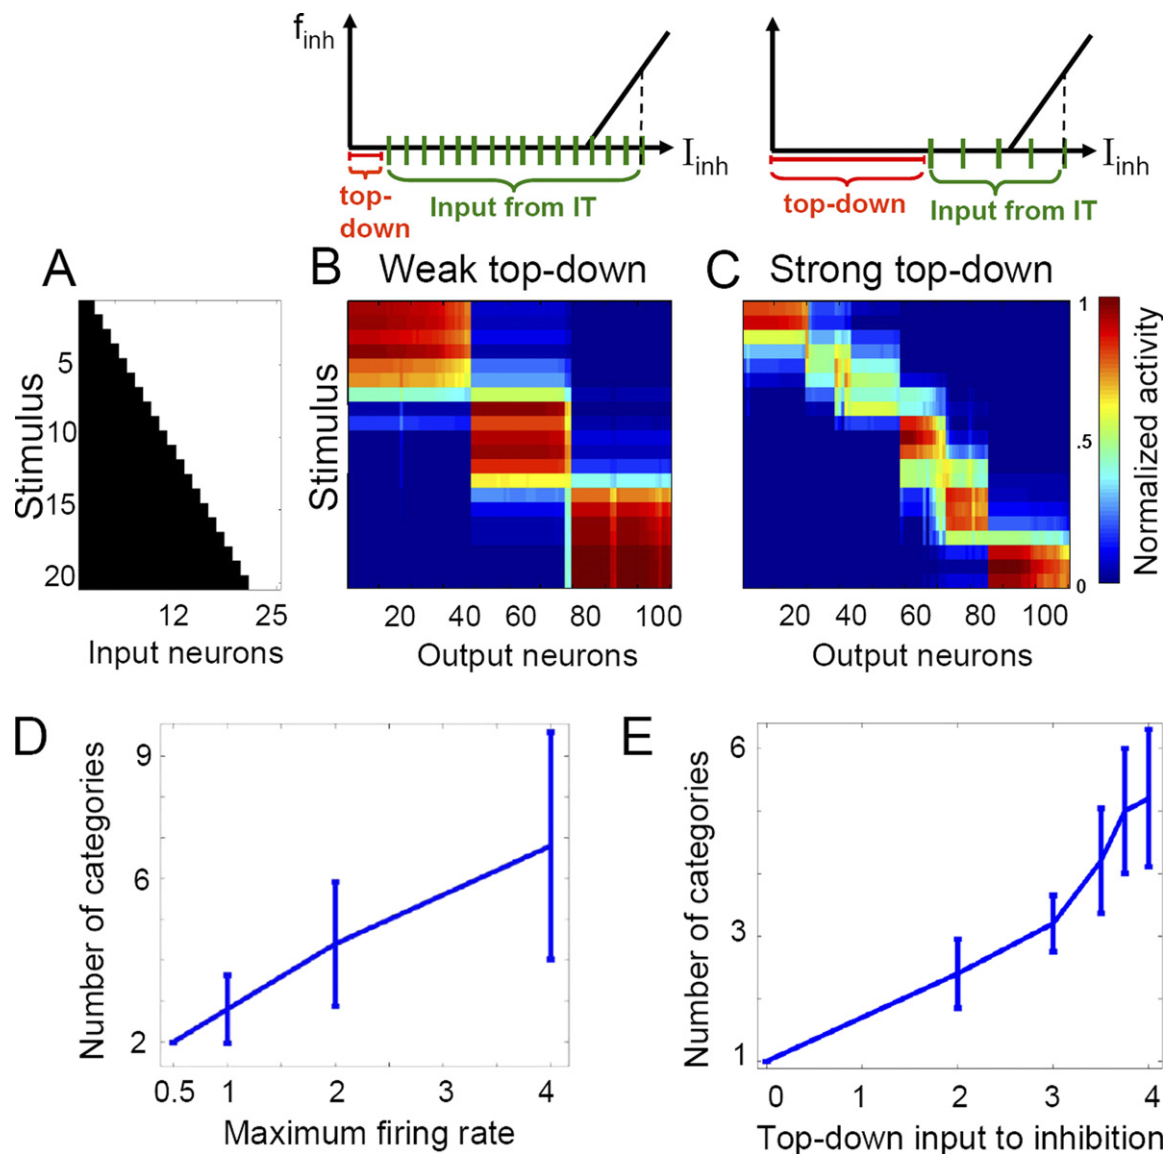 f_inh
I_inh
top-
down
Input from IT
I_inh
top-down
Input from IT
A
B Weak top-down
C Strong top-down
Stimulus
5
10
15
20
12 25
Input neurons
Stimulus
20 40 60 80 100
Output neurons
20 40 60 80 100
Output neurons
1
.5
0
Normalized activity
D
Number of categories
9
6
2
0.5 1 2 3 4
Maximum firing rate
E
Number of categories
6
3
1
0 1 2 3 4
Top-down input to inhibition